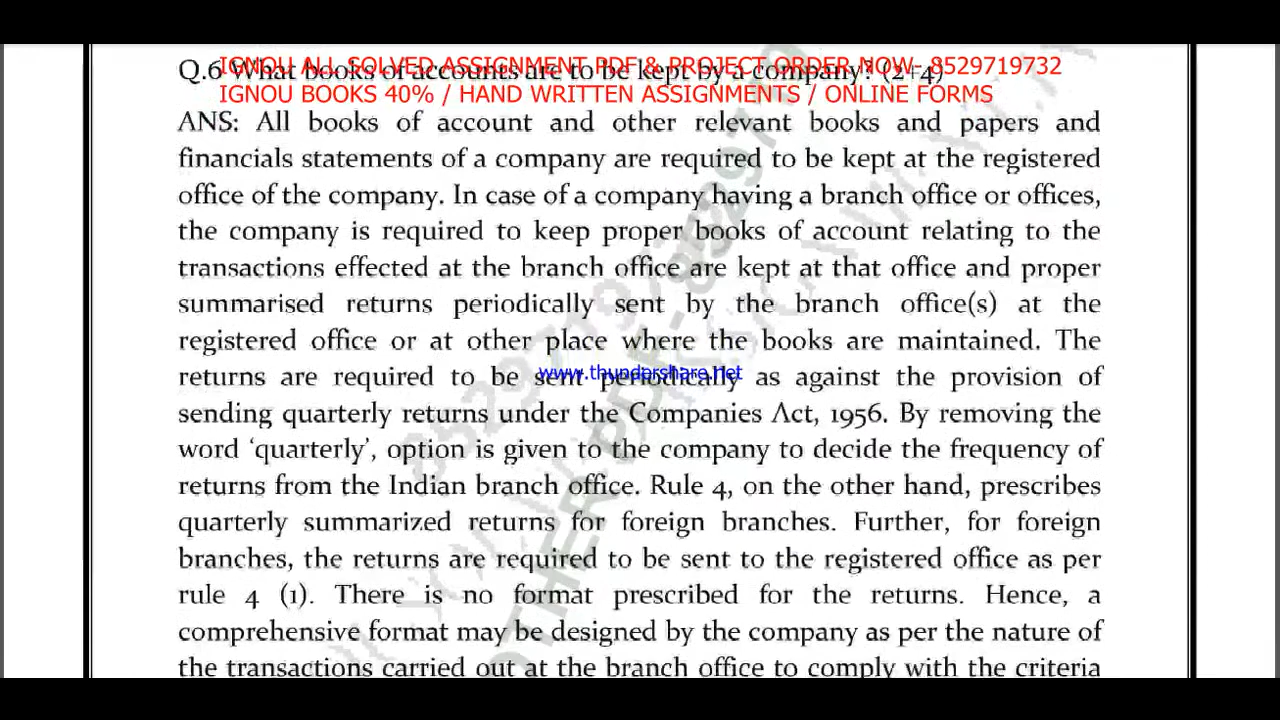 IGNOU ALL SOLVED ASSIGNMENT PDF & PROJECT ORDER NOW- 8529719732
Q.6 What books of accounts are to be kept by a company? (2+4)
IGNOU BOOKS 40% / HAND WRITTEN ASSIGNMENTS / ONLINE FORMS
ANS: All books of account and other relevant books and papers and
financials statements of a company are required to be kept at the registered
office of the company. In case of a company having a branch office or offices,
the company is required to keep proper books of account relating to the
transactions effected at the branch office are kept at that office and proper
summarised returns periodically sent by the branch office(s) at the
registered office or at other place where the books are maintained. The
returns are required to be sent periodically as against the provision of
www.thundarshare.net
sending quarterly returns under the Companies Act, 1956. By removing the
word ‘quarterly’, option is given to the company to decide the frequency of
returns from the Indian branch office. Rule 4, on the other hand, prescribes
quarterly summarized returns for foreign branches. Further, for foreign
branches, the returns are required to be sent to the registered office as per
rule 4 (1). There is no format prescribed for the returns. Hence, a
comprehensive format may be designed by the company as per the nature of
the transactions carried out at the branch office to comply with the criteria